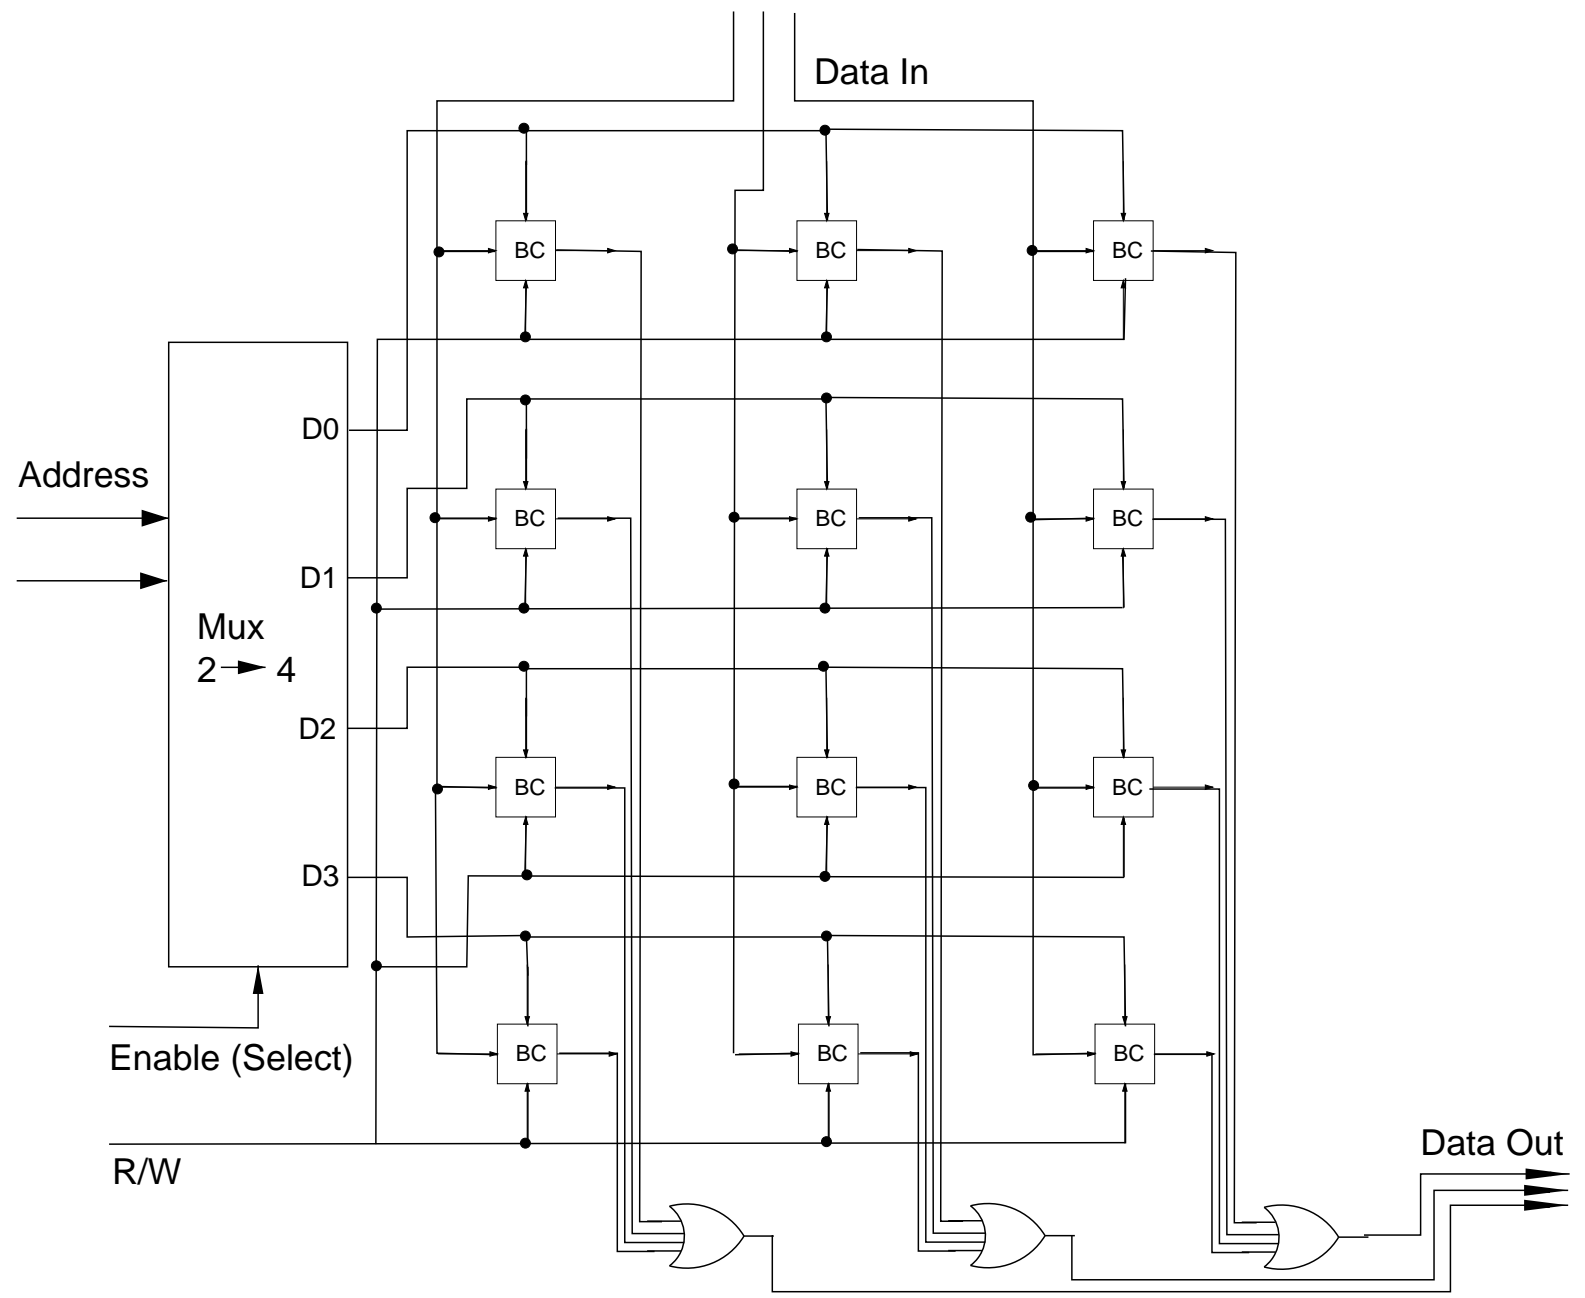 Data In
BC BC BC
D0
Address
BC BC BC
D1
Mux
2 4
BC BC BC
D2
D3
BC BC BC
Enable (Select)
R/W
Data Out